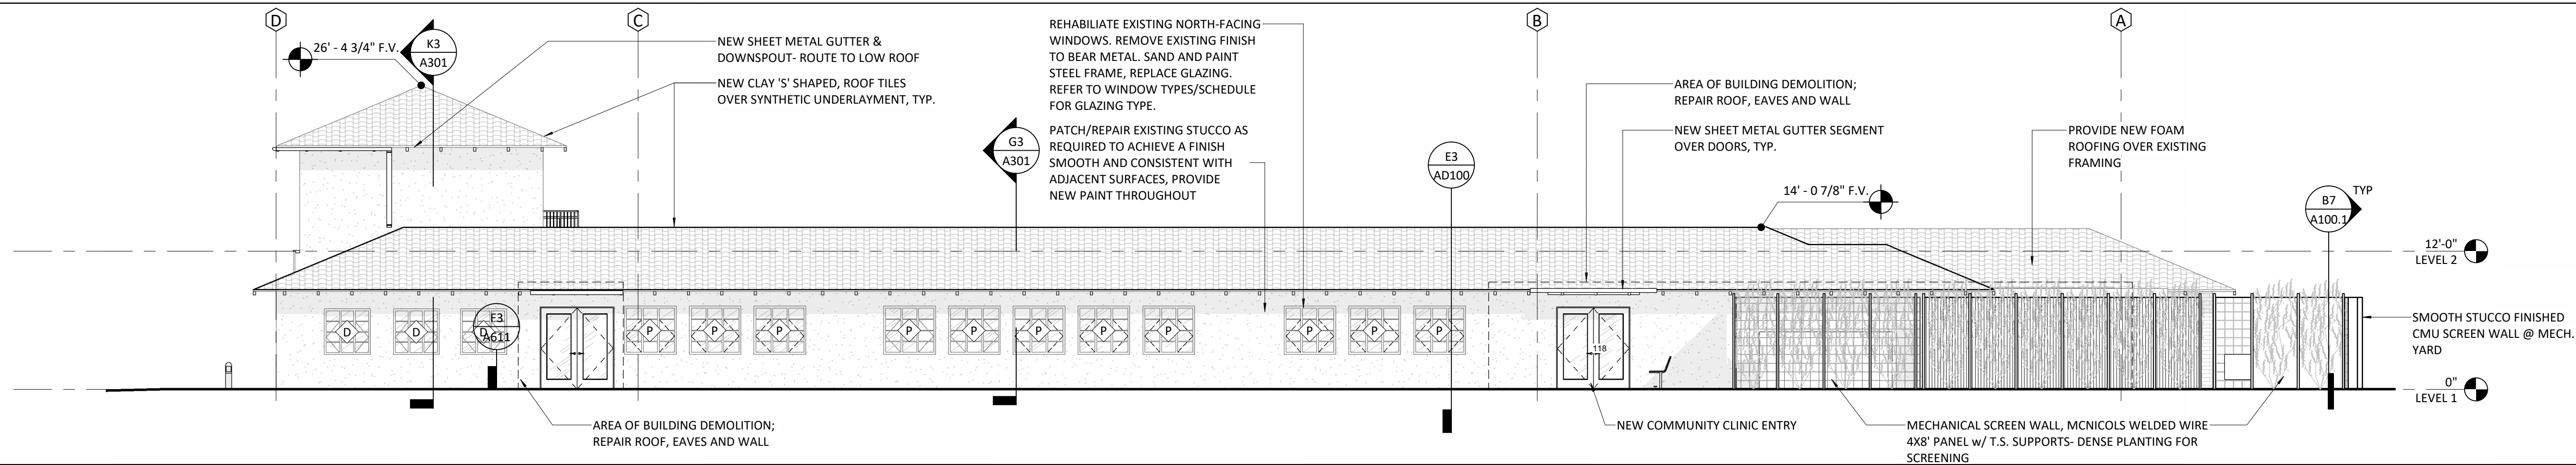 D
C
B
A
26' - 4 3/4" F.V.
K3
A301
NEW SHEET METAL GUTTER &
DOWNSPOUT- ROUTE TO LOW ROOF
NEW CLAY 'S' SHAPED, ROOF TILES
OVER SYNTHETIC UNDERLAYMENT, TYP.
G3
A301
REHABILIATE EXISTING NORTH-FACING
WINDOWS. REMOVE EXISTING FINISH
TO BEAR METAL. SAND AND PAINT
STEEL FRAME, REPLACE GLAZING.
REFER TO WINDOW TYPES/SCHEDULE
FOR GLAZING TYPE.
PATCH/REPAIR EXISTING STUCCO AS
REQUIRED TO ACHIEVE A FINISH
SMOOTH AND CONSISTENT WITH
ADJACENT SURFACES, PROVIDE
NEW PAINT THROUGHOUT
E3
AD100
AREA OF BUILDING DEMOLITION;
REPAIR ROOF, EAVES AND WALL
NEW SHEET METAL GUTTER SEGMENT
OVER DOORS, TYP.
14' - 0 7/8" F.V.
PROVIDE NEW FOAM
ROOFING OVER EXISTING
FRAMING
B7
A100.1
TYP
12'-0"
LEVEL 2
D
D
D
E3
A611
P
P
P
P
P
P
P
P
P
P
P
118
SMOOTH STUCCO FINISHED
CMU SCREEN WALL @ MECH.
YARD
0"
LEVEL 1
AREA OF BUILDING DEMOLITION;
REPAIR ROOF, EAVES AND WALL
NEW COMMUNITY CLINIC ENTRY
MECHANICAL SCREEN WALL, MCNICOLS WELDED WIRE
4X8' PANEL w/ T.S. SUPPORTS- DENSE PLANTING FOR
SCREENING